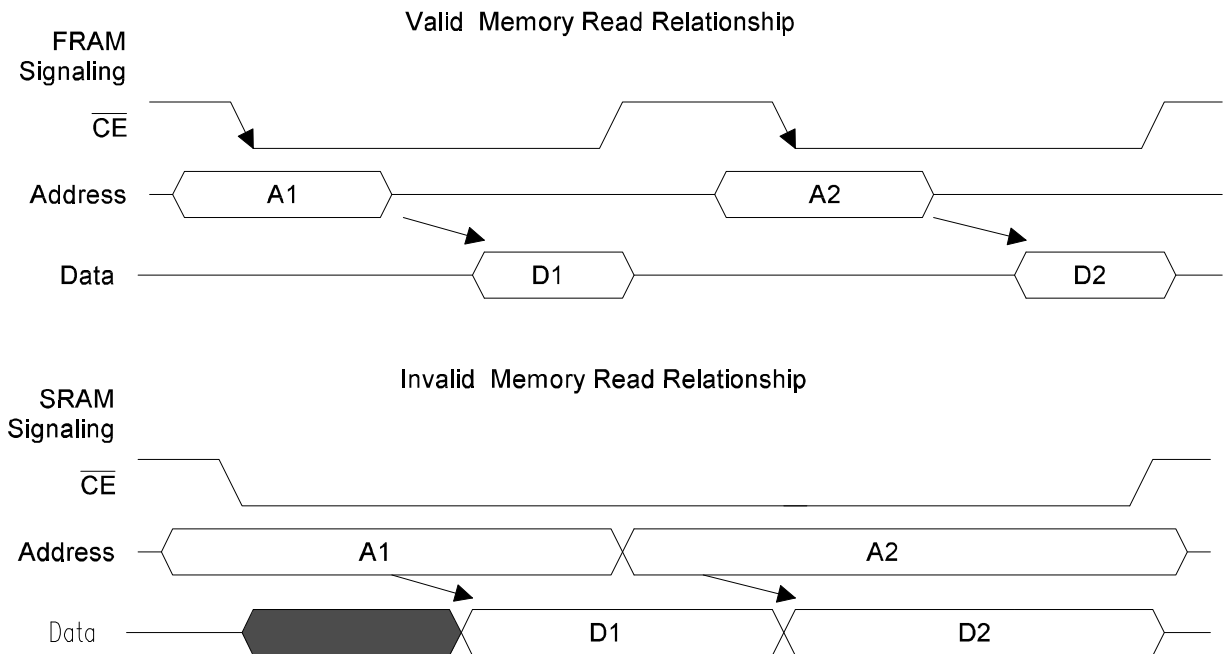 Valid Memory Read Relationship
FRAM
Signaling
CE
Address
A1
A2
Data
D1
D2
Invalid Memory Read Relationship
SRAM
Signaling
CE
Address
A1
A2
Data
D1
D2